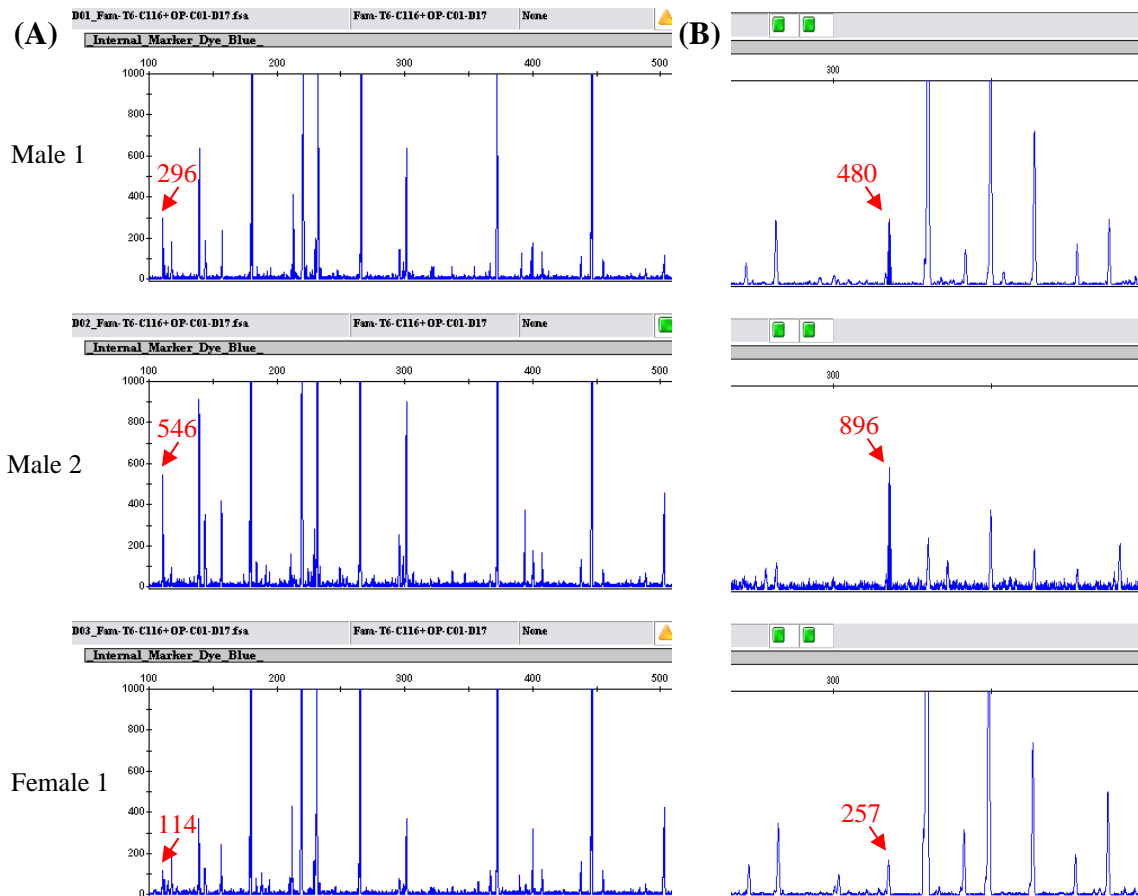 (A) D01_Fam-T6-C116+OP-C01-D17.fsa Fam-T6-C116+OP-C01-D17 None (B)
_Internal_Marker_Dye_Blue_
100 200 300 400 500
1000
800
600
400
200
0
Male 1
296
300
480
D02_Fam-T6-C116+OP-C01-D17.fsa Fam-T6-C116+OP-C01-D17 None
_Internal_Marker_Dye_Blue_
100 200 300 400 500
1000
800
600
400
200
0
Male 2
546
300
896
D03_Fam-T6-C116+OP-C01-D17.fsa Fam-T6-C116+OP-C01-D17 None
_Internal_Marker_Dye_Blue_
100 200 300 400 500
1000
800
600
400
200
0
Female 1
114
300
257